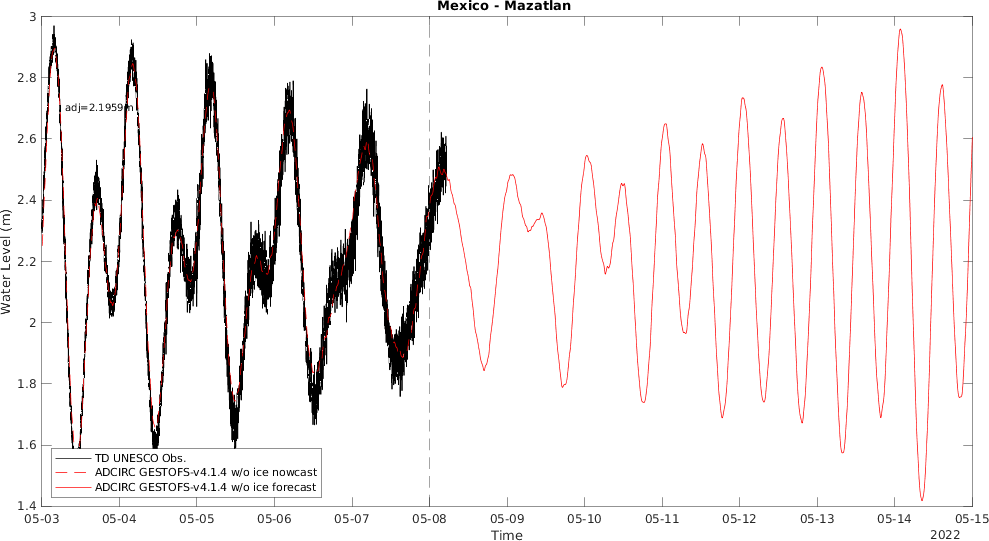 Mexico - Mazatlan
3
2.8
2.6
2.4
2.2
2
1.8
1.6
1.4
Water Level (m)
adj=2.1959m
TD UNESCO Obs.
ADCIRC GESTOFS-v4.1.4 w/o ice nowcast
ADCIRC GESTOFS-v4.1.4 w/o ice forecast
05-03 05-04 05-05 05-06 05-07 05-08 05-09 05-10 05-11 05-12 05-13 05-14 05-15
Time
2022